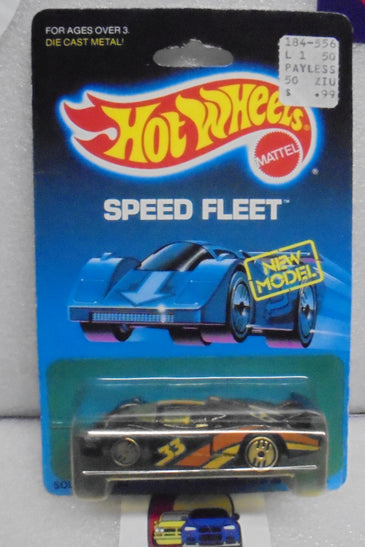 FOR AGES OVER 3.
DIE CAST METAL!
184-556
L 1 50
PAYLESS
50 ZIU
$ .99
Hot Wheels
MATTEL
SPEED FLEET™
NEW
MODEL
33